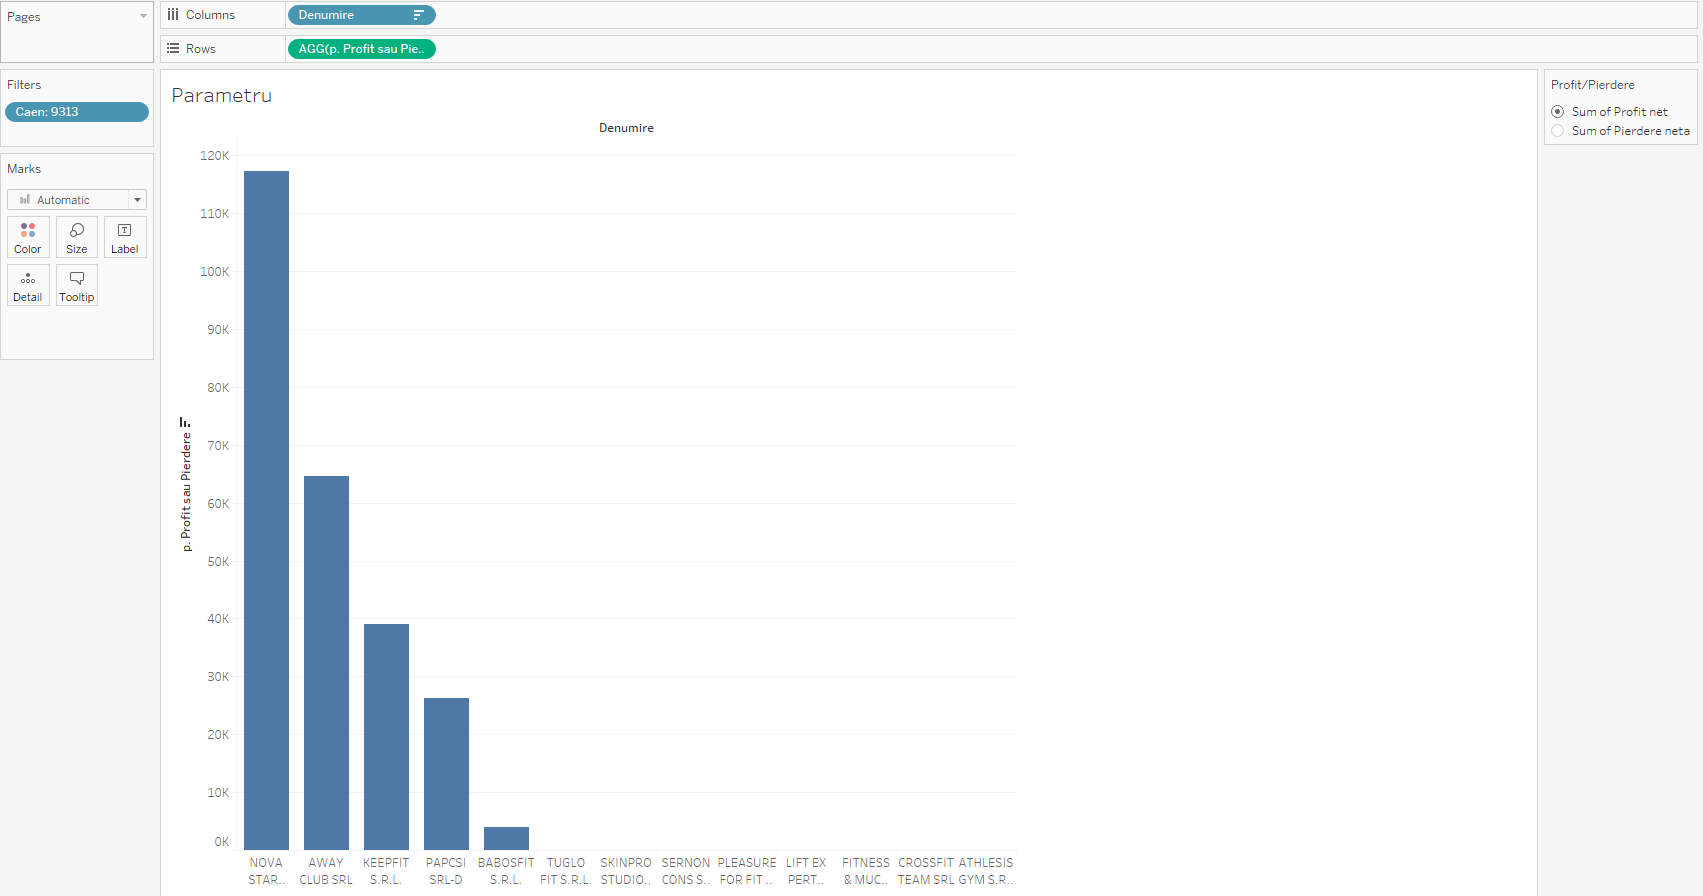 Pages
Columns
Denumire
Rows
AGG(p. Profit sau Pie..
Filters
Caen: 9313
Marks
Automatic
Color
Size
Label
Detail
Tooltip
Parametru
Denumire
120K
110K
100K
90K
80K
70K
60K
50K
40K
30K
20K
10K
0K
p. Profit sau Pierdere
NOVA
STAR..
AWAY
CLUB SRL
KEEPFIT
S.R.L.
PAPCSI
SRL-D
BABOSFIT
S.R.L.
TUGLO
FIT S.R.L.
SKINPRO
STUDIO..
SERNON
CONS S..
PLEASURE
FOR FIT ..
LIFT EX
PERT..
FITNESS
& MUC..
CROSSFIT
TEAM SRL
ATHLESIS
GYM S.R..
Profit/Pierdere
Sum of Profit net
Sum of Pierdere neta